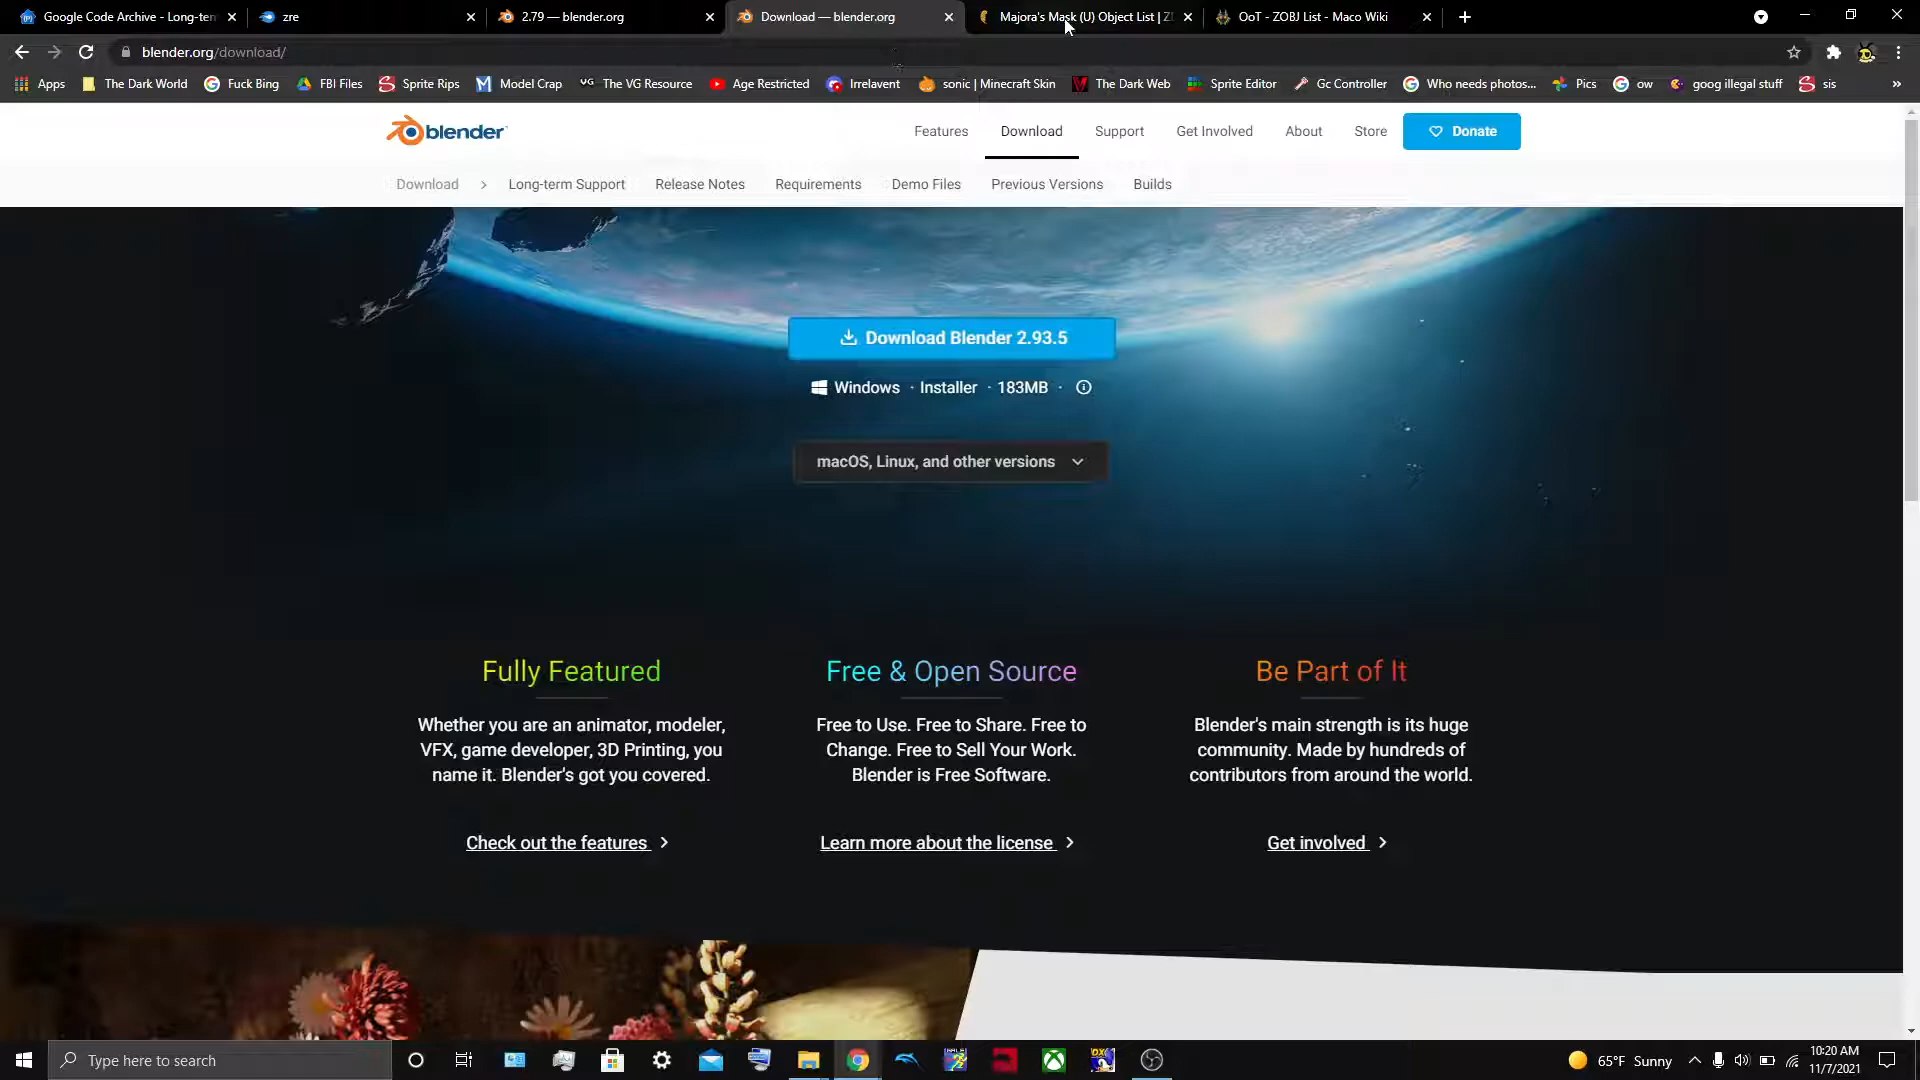 Google Code Archive - Long-ter
zre
2.79 — blender.org
Download — blender.org
Majora's Mask (U) Object List | Z
OoT - ZOBJ List - Maco Wiki
blender.org/download/
Apps
The Dark World
Fuck Bing
FBI Files
Sprite Rips
Model Crap
VG The VG Resource
Age Restricted
Irrelavent
sonic | Minecraft Skin
The Dark Web
Sprite Editor
Gc Controller
Who needs photos...
Pics
ow
goog illegal stuff
sis
»
blender
Features
Download
Support
Get Involved
About
Store
Donate
Download
Long-term Support
Release Notes
Requirements
Demo Files
Previous Versions
Builds
Download Blender 2.93.5
Windows · Installer · 183MB ·
macOS, Linux, and other versions
Fully Featured
Whether you are an animator, modeler,
VFX, game developer, 3D Printing, you
name it. Blender's got you covered.
Check out the features
Free & Open Source
Free to Use. Free to Share. Free to
Change. Free to Sell Your Work.
Blender is Free Software.
Learn more about the license
Be Part of It
Blender's main strength is its huge
community. Made by hundreds of
contributors from around the world.
Get involved
Type here to search
65°F Sunny
10:20 AM
11/7/2021